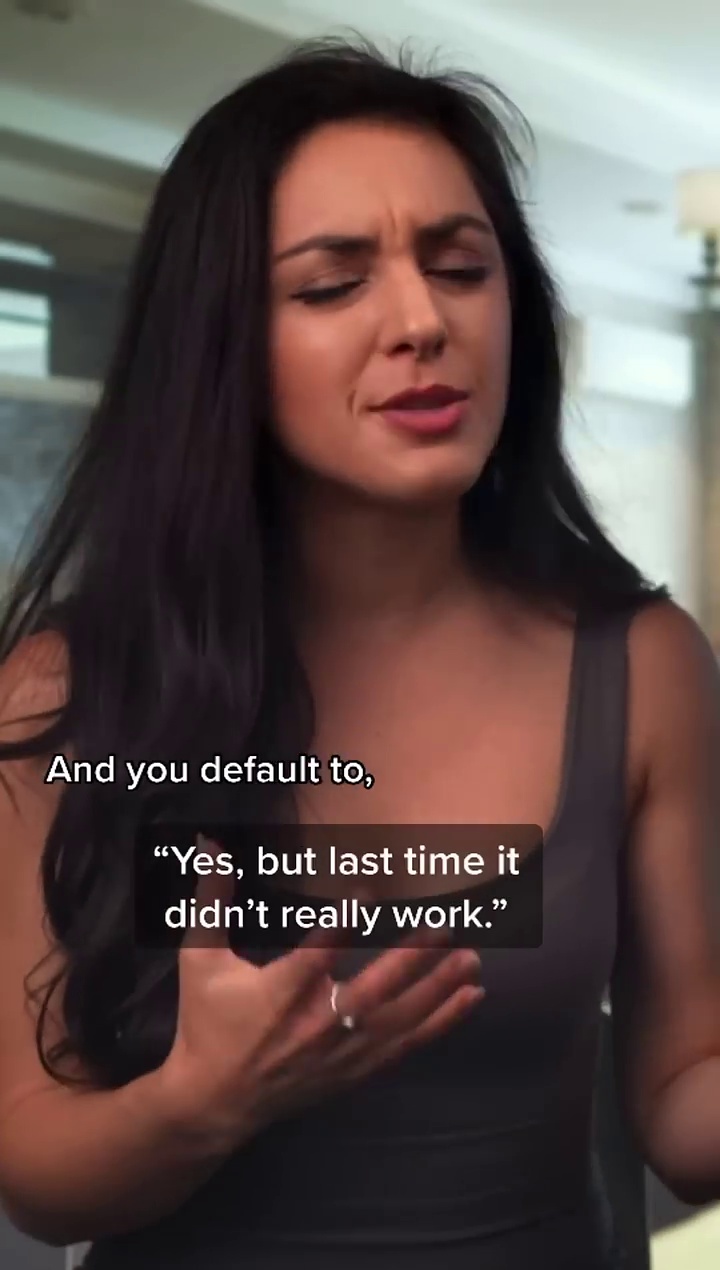 And you default to,
“Yes, but last time it
didn’t really work.”